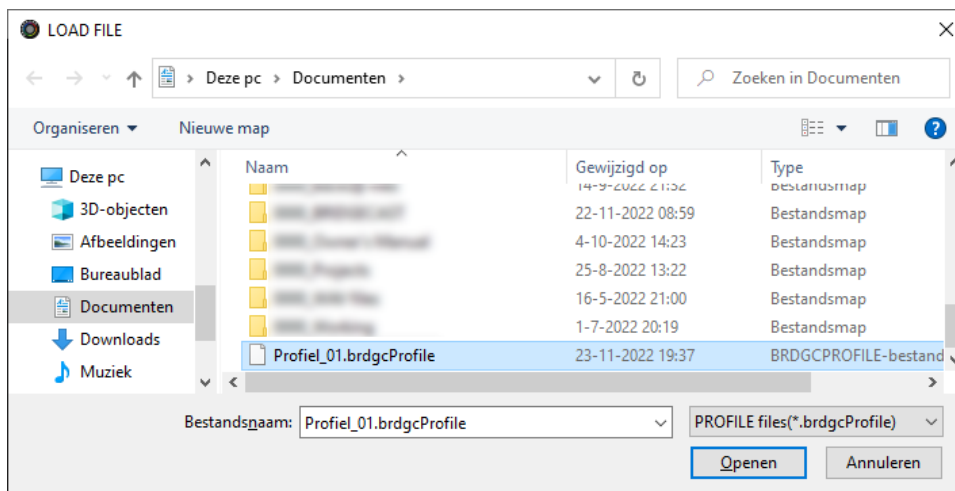 LOAD FILE
Deze pc > Documenten >
Zoeken in Documenten
Organiseren
Nieuwe map
Naam
Gewijzigd op
Type
Deze pc
3D-objecten
Afbeeldingen
Bureaublad
Documenten
Downloads
Muziek
14-9-2022 21:52 Bestandsmap
22-11-2022 08:59 Bestandsmap
4-10-2022 14:23 Bestandsmap
25-8-2022 13:22 Bestandsmap
16-5-2022 21:00 Bestandsmap
1-7-2022 20:19 Bestandsmap
Profiel_01.brdgcProfile 23-11-2022 19:37 BRDGCPROFILE-bestand
Bestandsnaam: Profiel_01.brdgcProfile
PROFILE files(*.brdgcProfile)
Openen
Annuleren